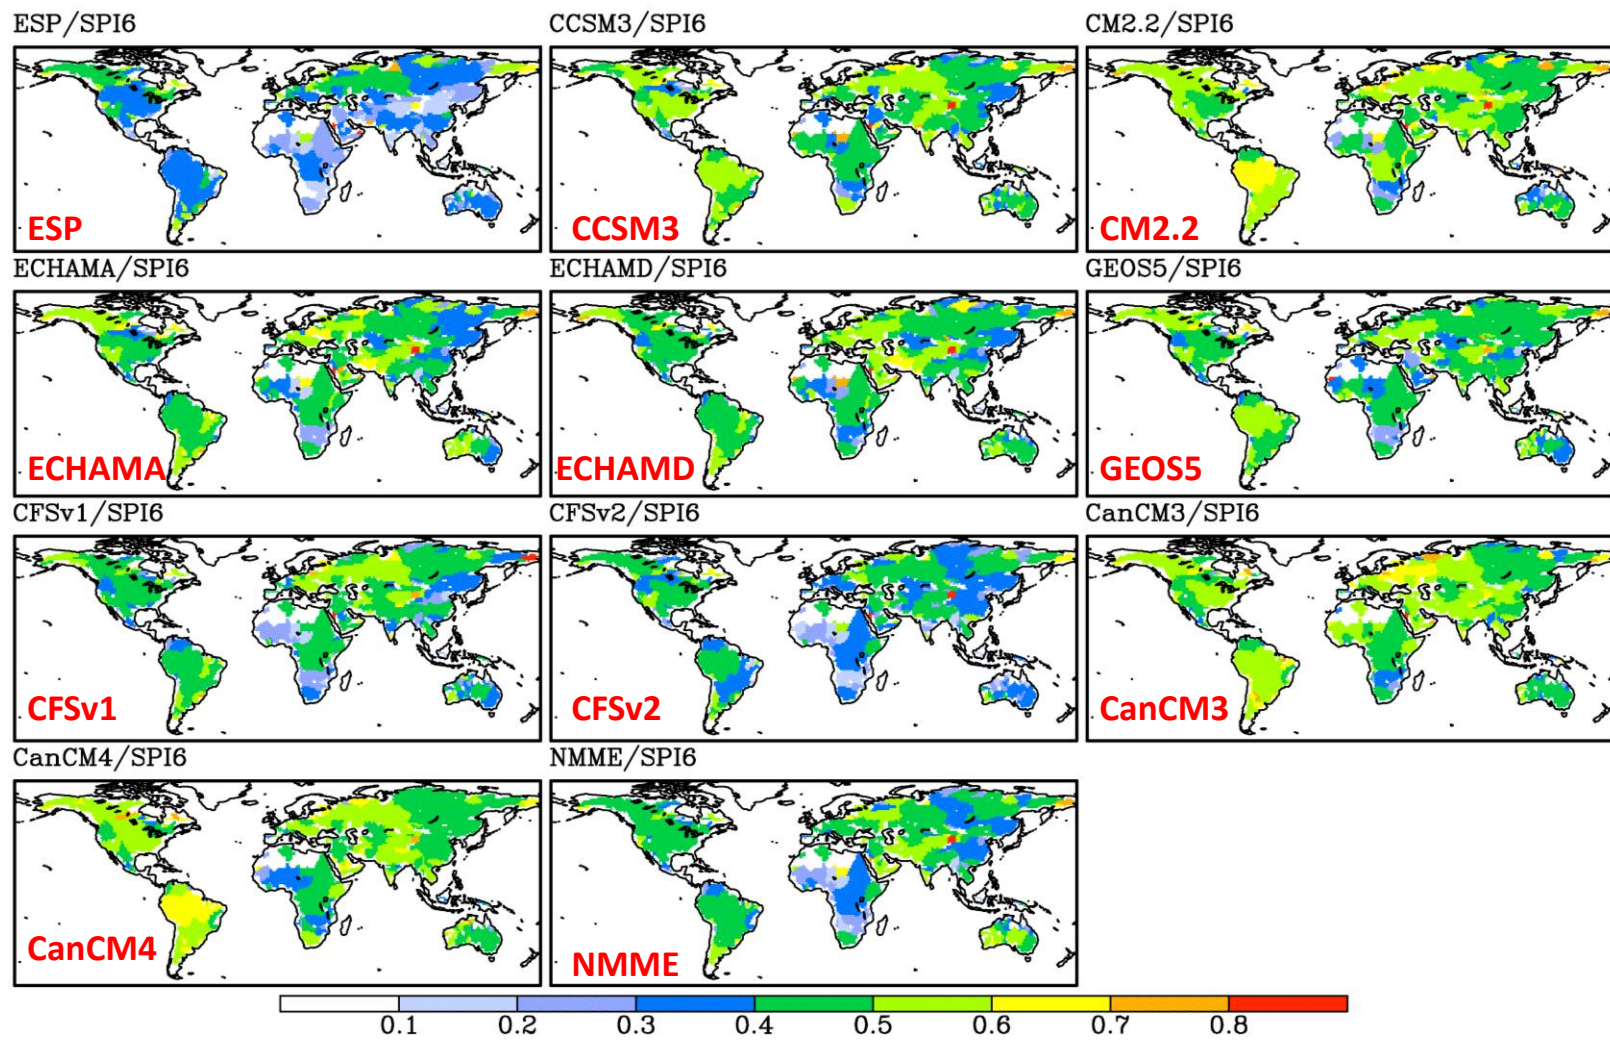 ESP/SPI6
CCSM3/SPI6
CM2.2/SPI6
ESP
CCSM3
CM2.2
ECHAMA/SPI6
ECHAMD/SPI6
GEOS5/SPI6
ECHAMA
ECHAMD
GEOS5
CFSv1/SPI6
CFSv2/SPI6
CanCM3/SPI6
CFSv1
CFSv2
CanCM3
CanCM4/SPI6
NMME/SPI6
CanCM4
NMME
0.1 0.2 0.3 0.4 0.5 0.6 0.7 0.8